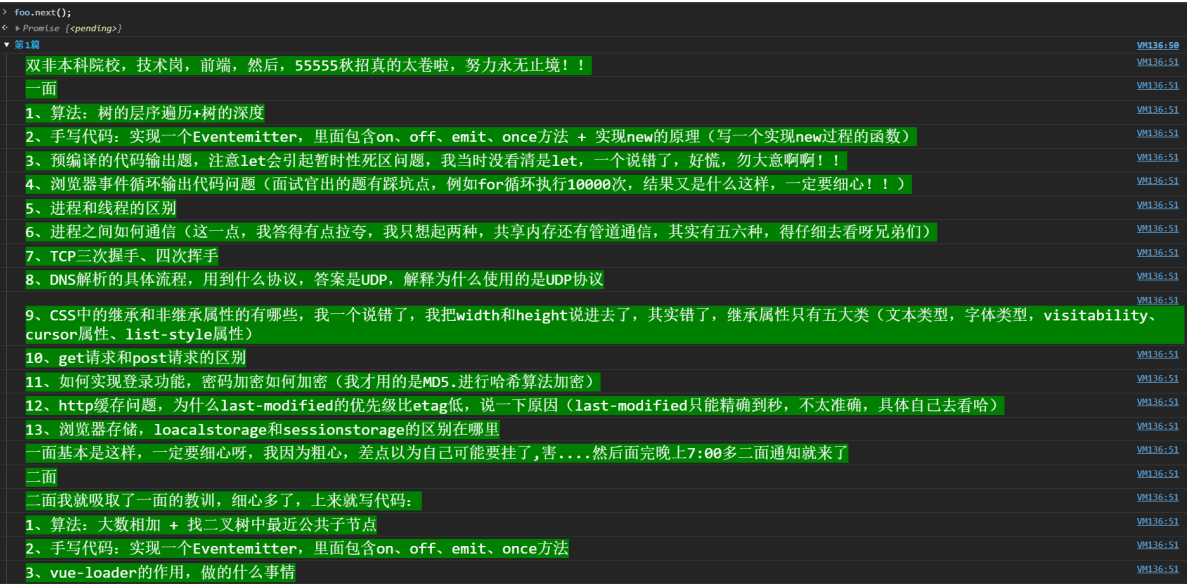 > foo.next();
< ▶ Promise {<pending>}
▼ 第1篇 VM136:50
双非本科院校，技术岗，前端，然后，55555秋招真的太卷啦，努力永无止境！！ VM136:51
一面 VM136:51
1、算法：树的层序遍历+树的深度 VM136:51
2、手写代码：实现一个Eventemitter，里面包含on、off、emit、once方法 + 实现new的原理（写一个实现new过程的函数） VM136:51
3、预编译的代码输出题，注意let会引起暂时性死区问题，我当时没看清是let，一个说错了，好慌，勿大意啊啊！！ VM136:51
4、浏览器事件循环输出代码问题（面试官出的题有踩坑点，例如for循环执行10000次，结果又是什么这样，一定要细心！！） VM136:51
5、进程和线程的区别 VM136:51
6、进程之间如何通信（这一点，我答得有点拉夸，我只想起两种，共享内存还有管道通信，其实有五六种，得仔细去看呀兄弟们） VM136:51
7、TCP三次握手、四次挥手 VM136:51
8、DNS解析的具体流程，用到什么协议，答案是UDP，解释为什么使用的是UDP协议 VM136:51
VM136:51
9、CSS中的继承和非继承属性的有哪些，我一个说错了，我把width和height说进去了，其实错了，继承属性只有五大类（文本类型，字体类型，visitability、
cursor属性、list-style属性）
10、get请求和post请求的区别 VM136:51
11、如何实现登录功能，密码加密如何加密（我才用的是MD5.进行哈希算法加密） VM136:51
12、http缓存问题，为什么last-modified的优先级比etag低，说一下原因（last-modified只能精确到秒，不太准确，具体自己去看哈） VM136:51
13、浏览器存储，loacalstorage和sessionstorage的区别在哪里 VM136:51
一面基本是这样，一定要细心呀，我因为粗心，差点以为自己可能要挂了,害....然后面完晚上7:00多二面通知就来了 VM136:51
二面 VM136:51
二面我就吸取了一面的教训，细心多了，上来就写代码： VM136:51
1、算法：大数相加 + 找二叉树中最近公共子节点 VM136:51
2、手写代码：实现一个Eventemitter，里面包含on、off、emit、once方法 VM136:51
3、vue-loader的作用，做的什么事情 VM136:51